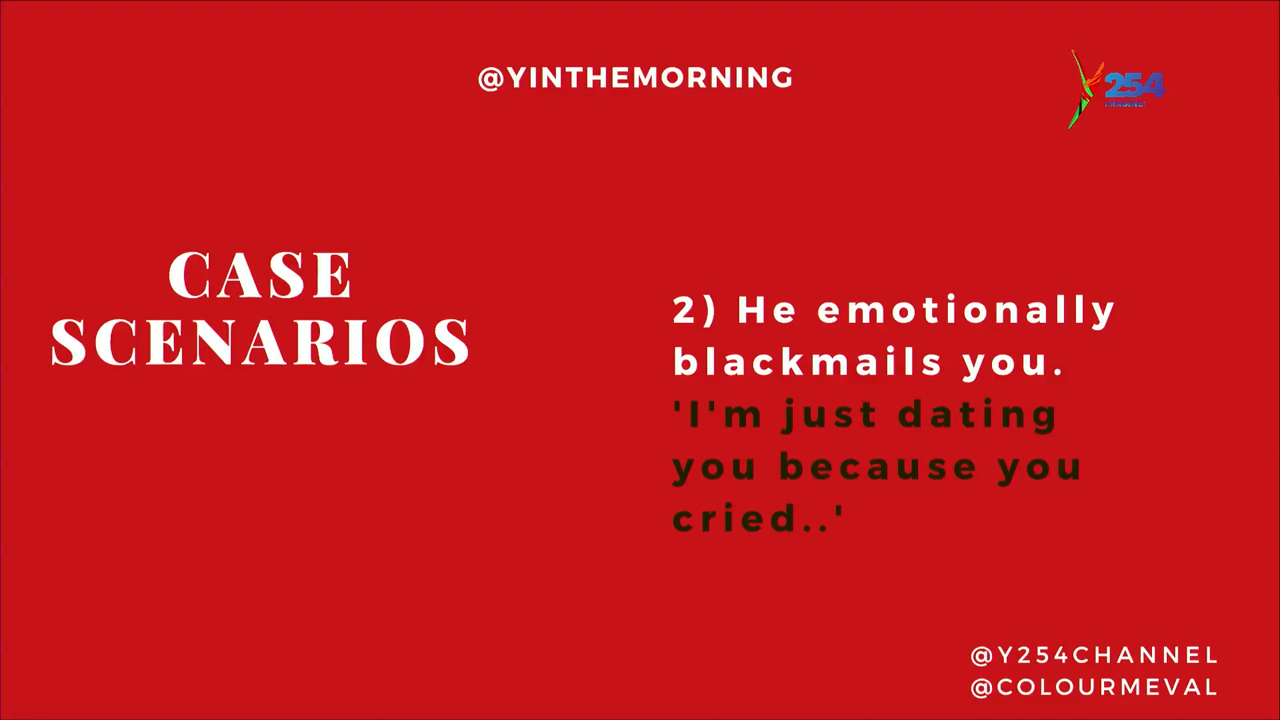 @YINTHEMORNING
254
CASE
SCENARIOS
2) He emotionally
blackmails you.
'I'm just dating
you because you
cried..'
@Y254CHANNEL
@COLOURMEVAL